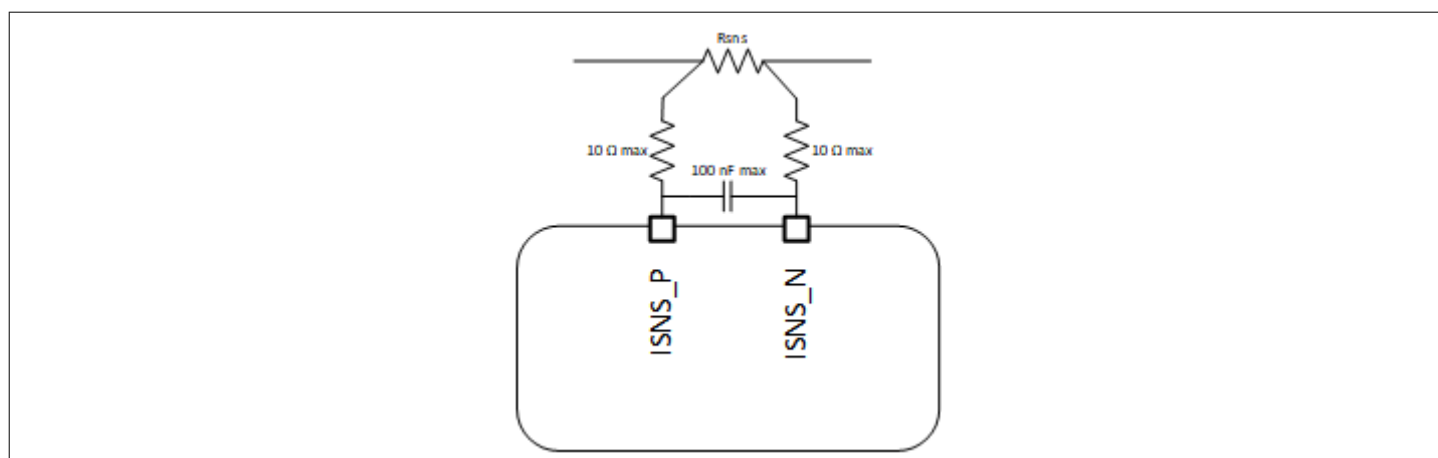 Rsns
10 Ω max
10 Ω max
100 nF max
ISNS_P
ISNS_N